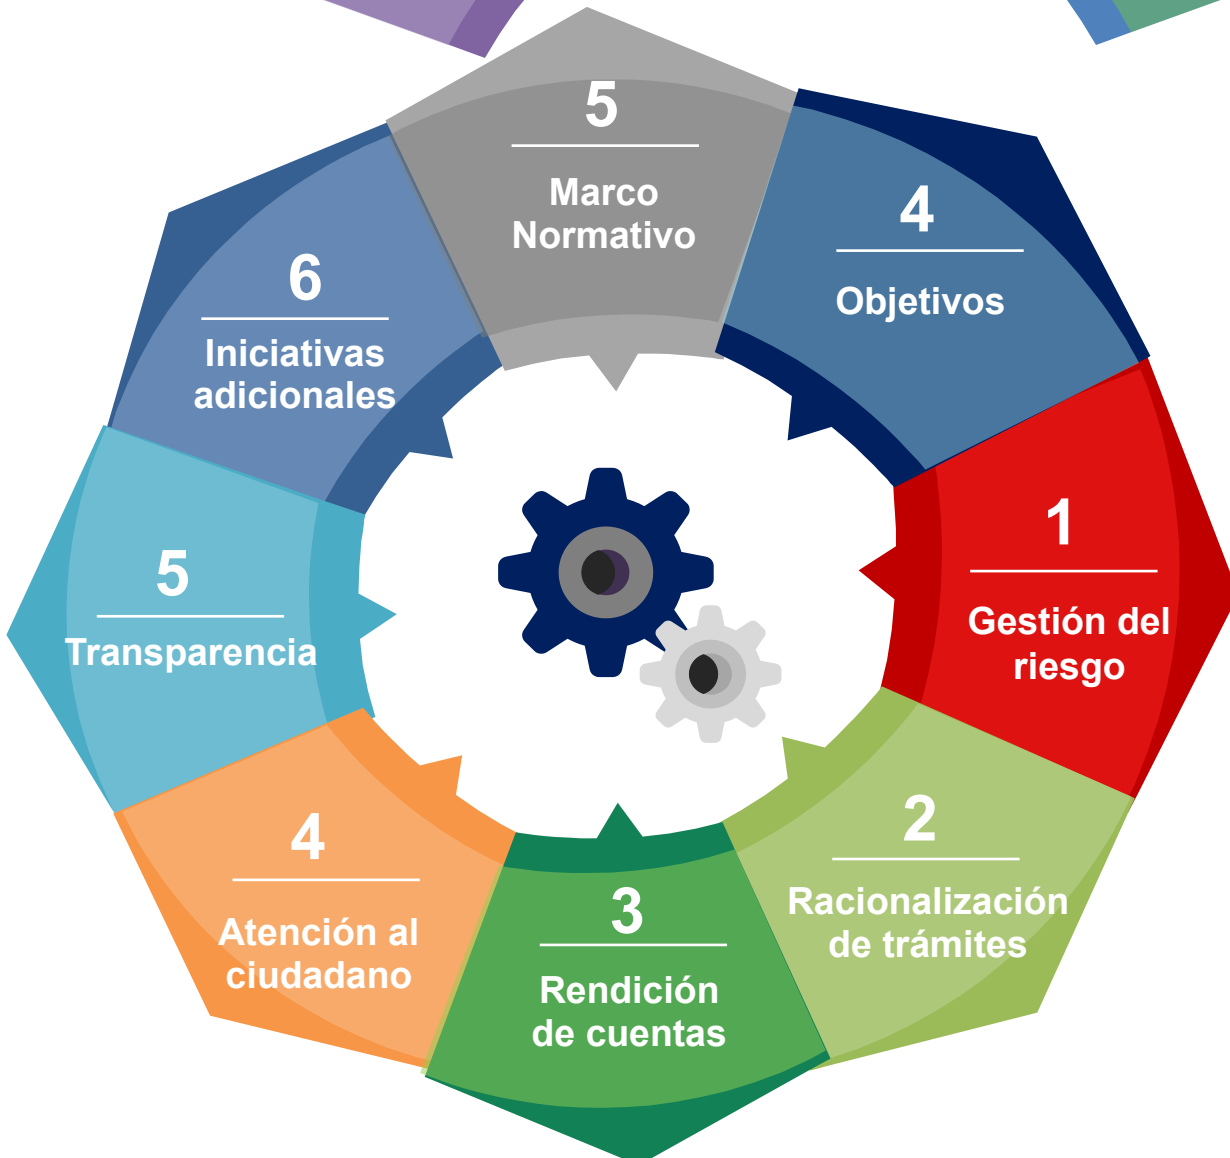 5
Marco
Normativo
4
Objetivos
6
Iniciativas
adicionales
1
Gestión del
riesgo
5
Transparencia
2
Racionalización
de trámites
4
Atención al
ciudadano
3
Rendición
de cuentas